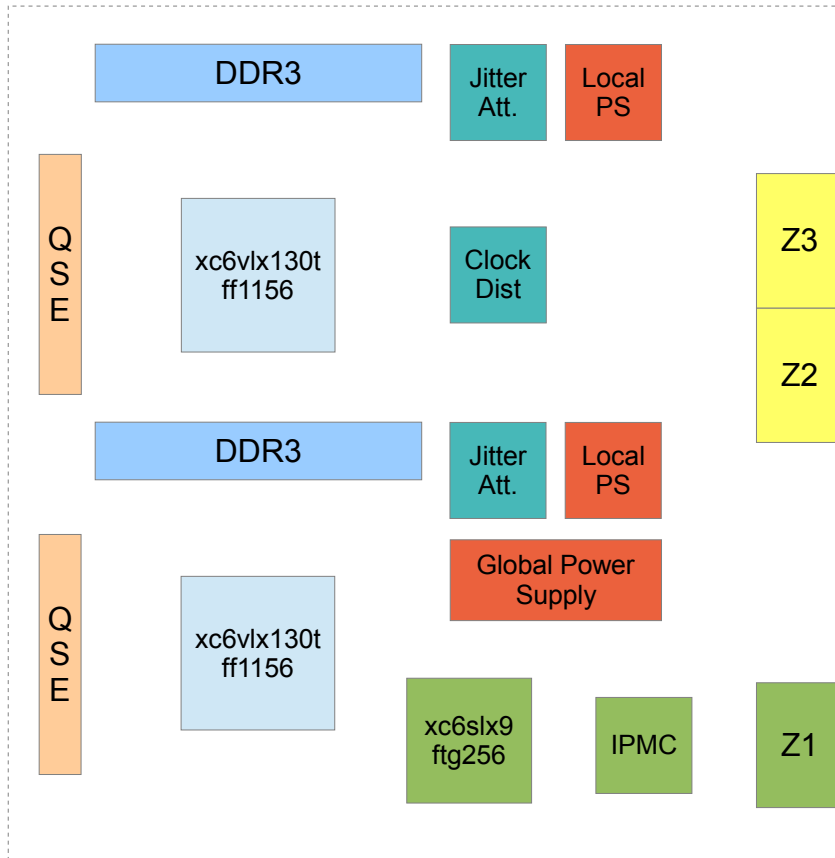 DDR3
Jitter
Att.
Local
PS
Q
S
E
xc6vlx130t
ff1156
Clock
Dist
Z3
Z2
DDR3
Jitter
Att.
Local
PS
Global Power
Supply
Q
S
E
xc6vlx130t
ff1156
xc6slx9
ftg256
IPMC
Z1